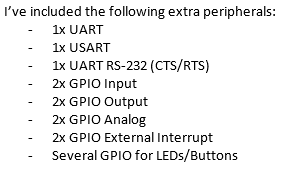 I've included the following extra peripherals:
- 1x UART
- 1x USART
- 1x UART RS-232 (CTS/RTS)
- 2x GPIO Input
- 2x GPIO Output
- 2x GPIO Analog
- 2x GPIO External Interrupt
- Several GPIO for LEDs/Buttons